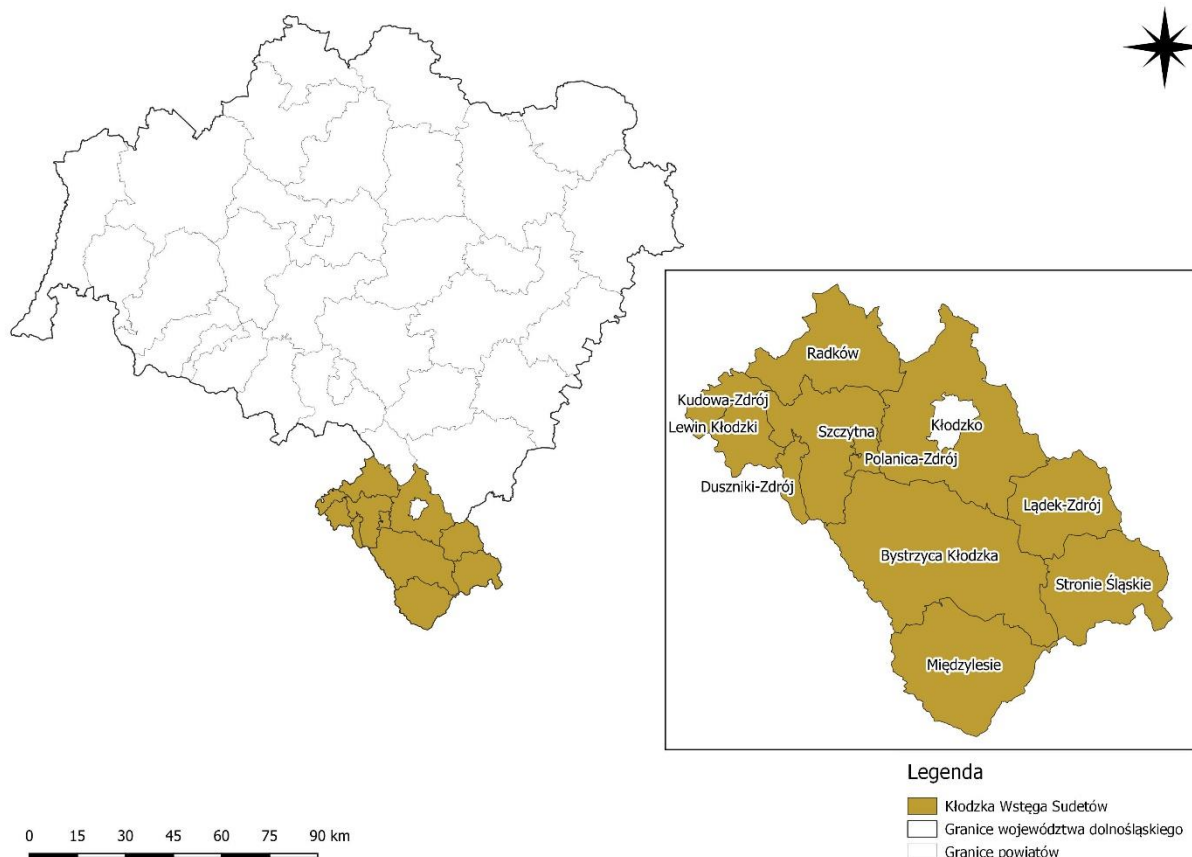 Radków
Kudowa-Zdrój
Kłodzko
Lewin Kłodzki
Szczytna
Polanica-Zdrój
Duszniki-Zdrój
Lądek-Zdrój
Bystrzyca Kłodzka
Stronie Śląskie
Międzylesie
Legenda
Kłodzka Wstęga Sudetów
Granice województwa dolnośląskiego
Granice powiatów
0 15 30 45 60 75 90 km